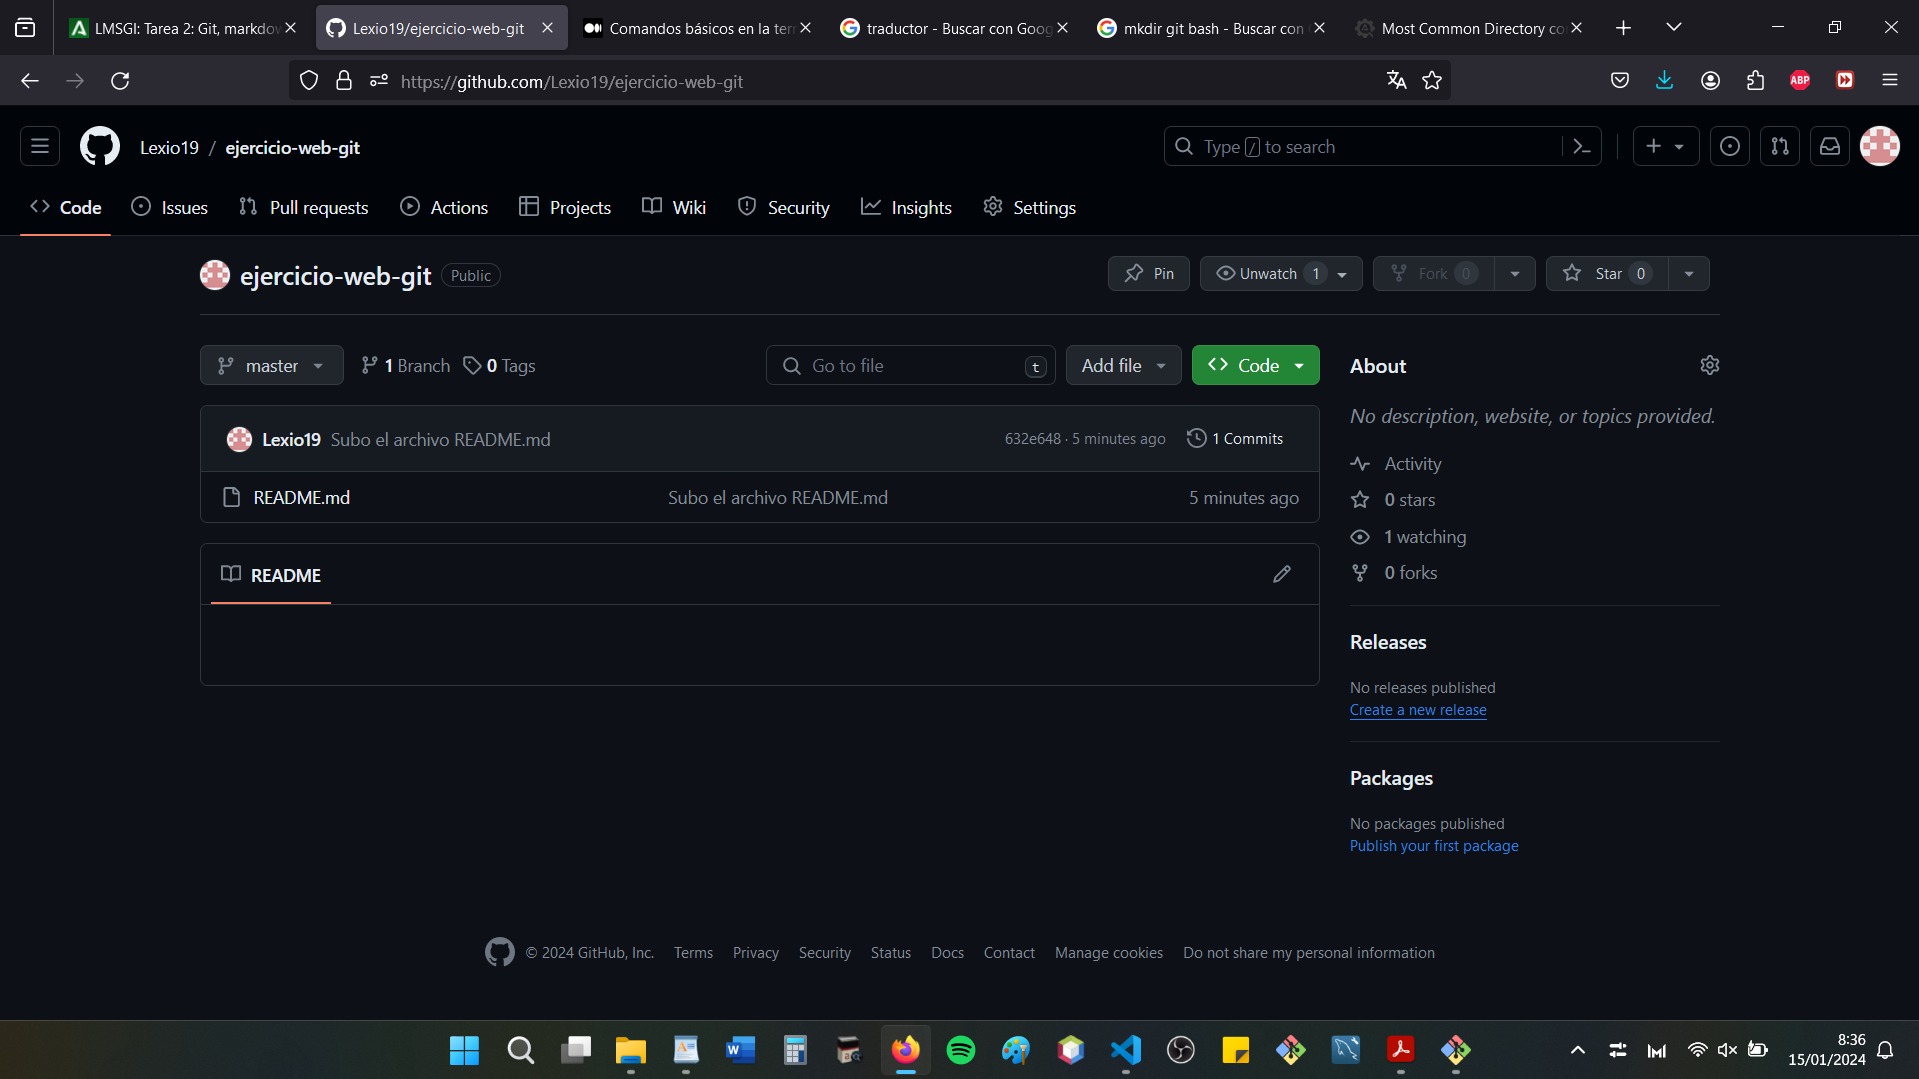 LMSGI: Tarea 2: Git, markdow
Lexio19/ejercicio-web-git
Comandos básicos en la terr
traductor - Buscar con Goog
mkdir git bash - Buscar con
Most Common Directory co
https://github.com/Lexio19/ejercicio-web-git
ABP
Lexio19 / ejercicio-web-git
Type / to search
Code
Issues
Pull requests
Actions
Projects
Wiki
Security
Insights
Settings
ejercicio-web-git Public
Pin
Unwatch 1
Fork 0
Star 0
master
1 Branch
0 Tags
Go to file t
Add file
Code
Lexio19 Subo el archivo README.md 632e648 · 5 minutes ago 1 Commits
README.md Subo el archivo README.md 5 minutes ago
README
About
No description, website, or topics provided.
Activity
0 stars
1 watching
0 forks
Releases
No releases published
Create a new release
Packages
No packages published
Publish your first package
© 2024 GitHub, Inc. Terms Privacy Security Status Docs Contact Manage cookies Do not share my personal information
8:36
15/01/2024